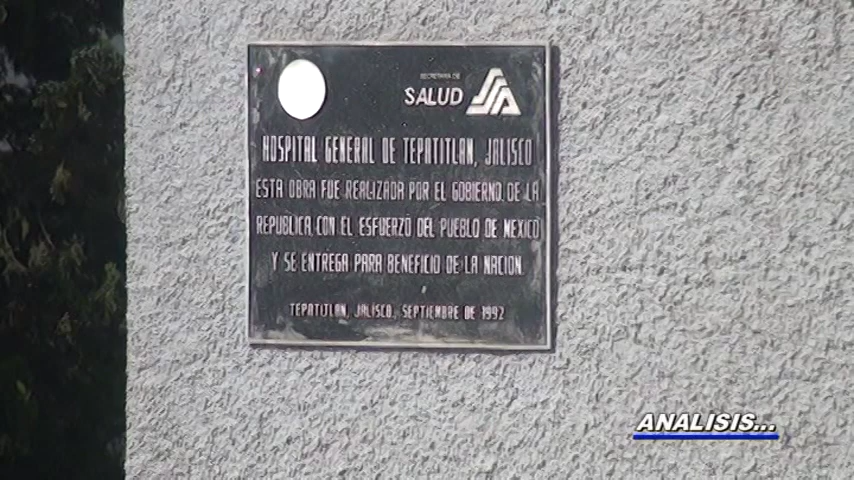 SECRETARIA DE
SALUD
HOSPITAL GENERAL DE TEPATITLAN, JALISCO
ESTA OBRA FUE REALIZADA POR EL GOBIERNO DE LA
REPUBLICA, CON EL ESFUERZO DEL PUEBLO DE MEXICO
Y SE ENTREGA PARA BENEFICIO DE LA NACION.
TEPATITLAN, JALISCO, SEPTIEMBRE DE 1992
ANALISIS...